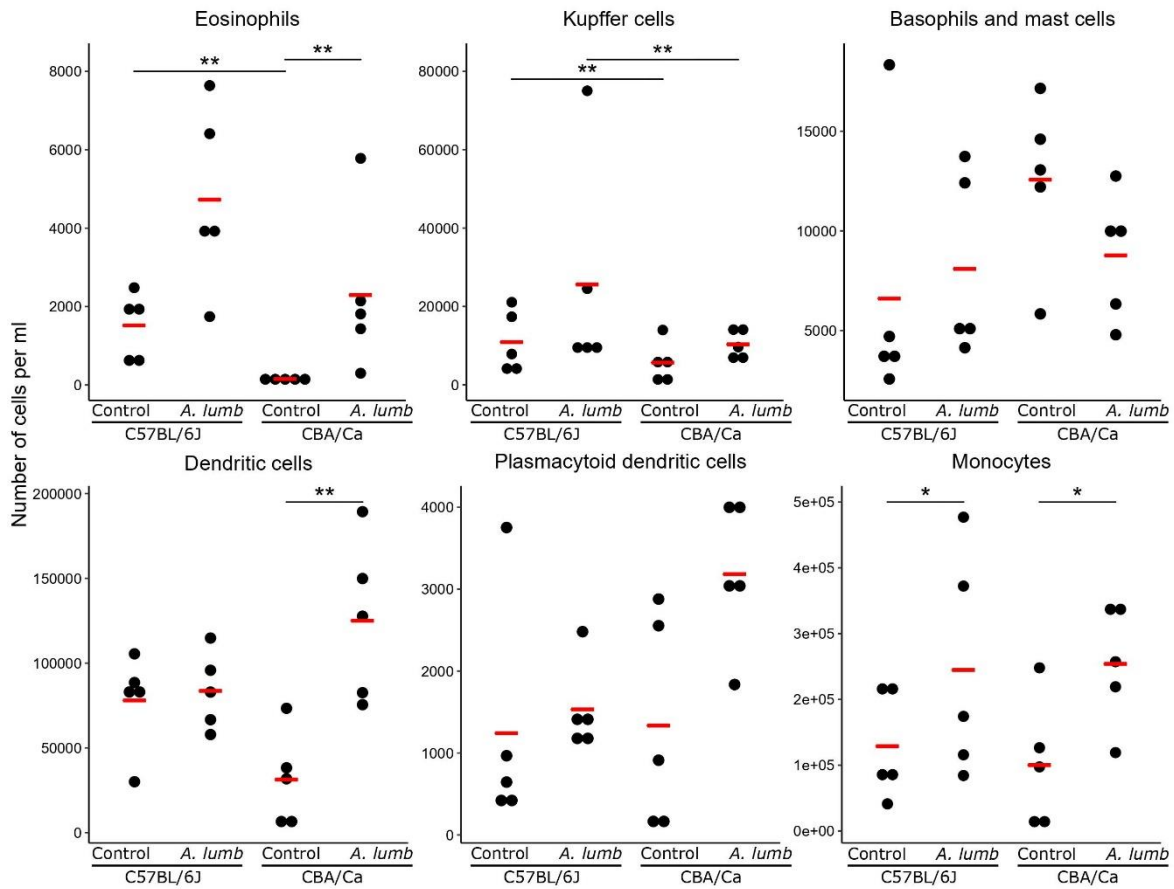 Eosinophils
Kupffer cells
Basophils and mast cells
Number of cells per ml
8000
6000
4000
2000
0
** **
Control A. lumb Control A. lumb
C57BL/6J CBA/Ca
80000
60000
40000
20000
0
** **
Control A. lumb Control A. lumb
C57BL/6J CBA/Ca
15000
10000
5000
Control A. lumb Control A. lumb
C57BL/6J CBA/Ca
Dendritic cells
Plasmacytoid dendritic cells
Monocytes
200000
150000
100000
50000
0
**
Control A. lumb Control A. lumb
C57BL/6J CBA/Ca
4000
3000
2000
1000
0
Control A. lumb Control A. lumb
C57BL/6J CBA/Ca
5e+05
4e+05
3e+05
2e+05
1e+05
0e+00
* *
Control A. lumb Control A. lumb
C57BL/6J CBA/Ca